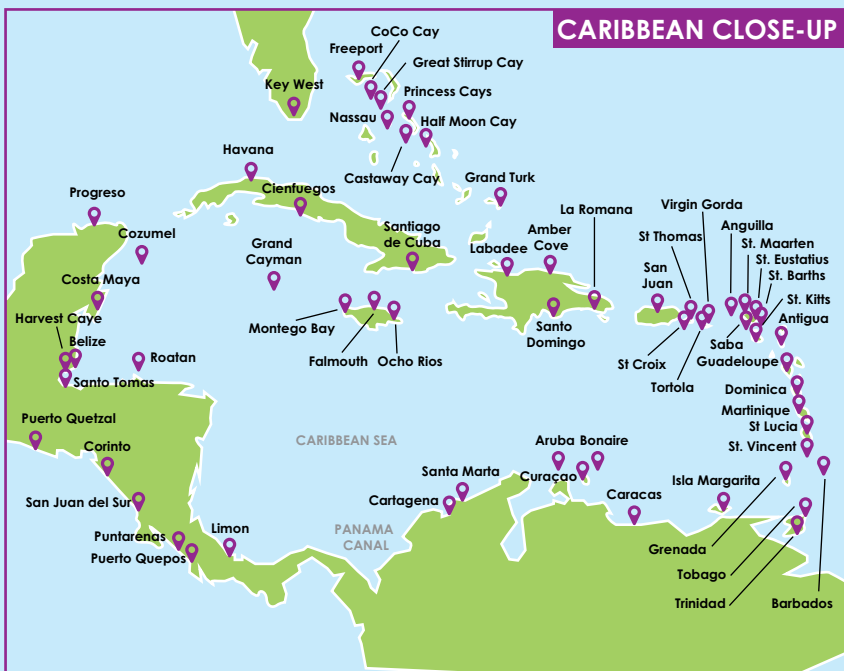 CARIBBEAN CLOSE-UP
CoCo Cay
Freeport
Great Stirrup Cay
Key West
Princess Cays
Nassau
Half Moon Cay
Havana
Castaway Cay
Grand Turk
Cienfuegos
Progreso
La Romana
Virgin Gorda
Cozumel
Santiago
de Cuba
Amber
Cove
Labadee
St Thomas
Anguilla
St. Maarten
St. Eustatius
St. Barths
Grand
Cayman
San
Juan
Costa Maya
St. Kitts
Harvest Caye
Antigua
Montego Bay
Santo
Domingo
Belize
Saba
Roatan
Falmouth
Ocho Rios
St Croix
Guadeloupe
Santo Tomas
Tortola
Dominica
Martinique
Puerto Quetzal
St Lucia
CARIBBEAN SEA
Aruba
Bonaire
St. Vincent
Corinto
Santa Marta
Curaçao
Isla Margarita
San Juan del Sur
Cartagena
Caracas
Puntarenas
Limon
PANAMA
CANAL
Puerto Quepos
Grenada
Tobago
Trinidad
Barbados